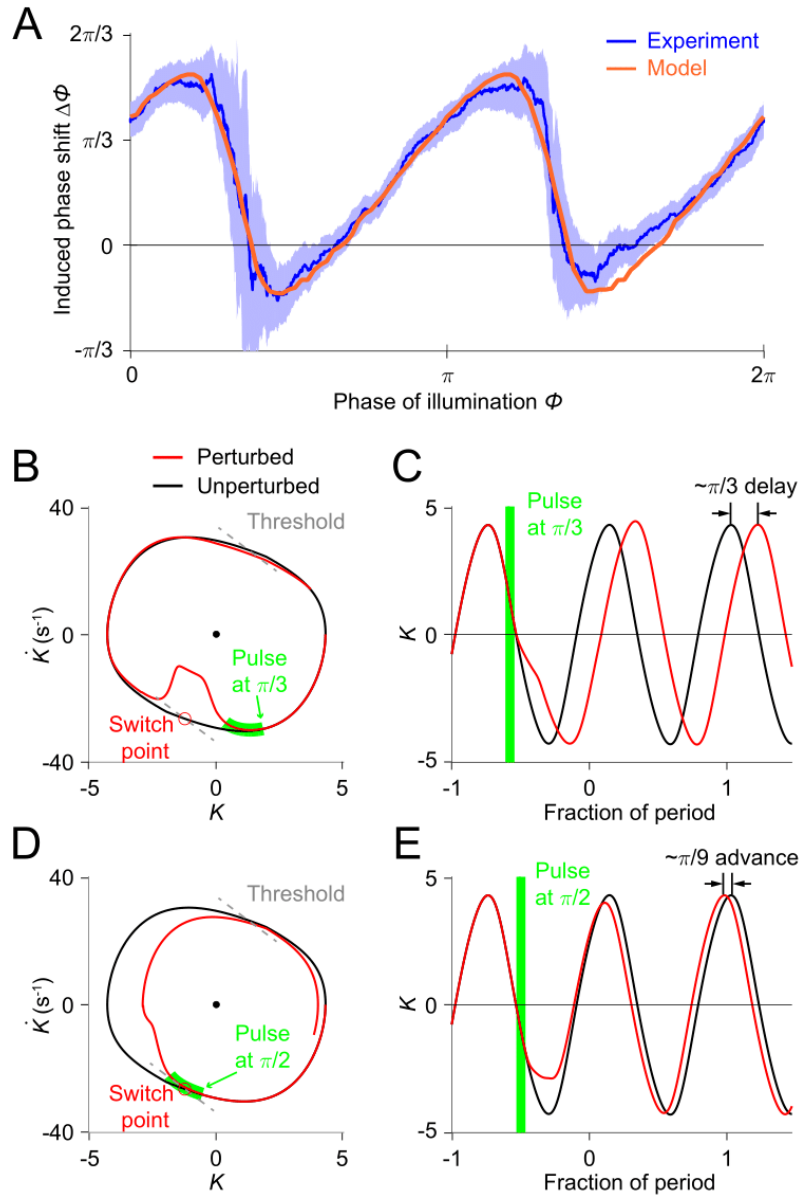 A
2π/3
π/3
0
-π/3
Induced phase shift ΔΦ
Experiment
Model
0
π
2π
Phase of illumination Φ
B
Perturbed
Unperturbed
40
0
-40
K̇ (s⁻¹)
Threshold
Pulse
at π/3
Switch
point
-5
0
5
K
C
~π/3 delay
5
0
-5
K
Pulse
at π/3
-1
0
1
Fraction of period
D
40
0
-40
K̇ (s⁻¹)
Threshold
Pulse
at π/2
Switch
point
-5
0
5
K
E
~π/9 advance
5
0
-5
K
Pulse
at π/2
-1
0
1
Fraction of period